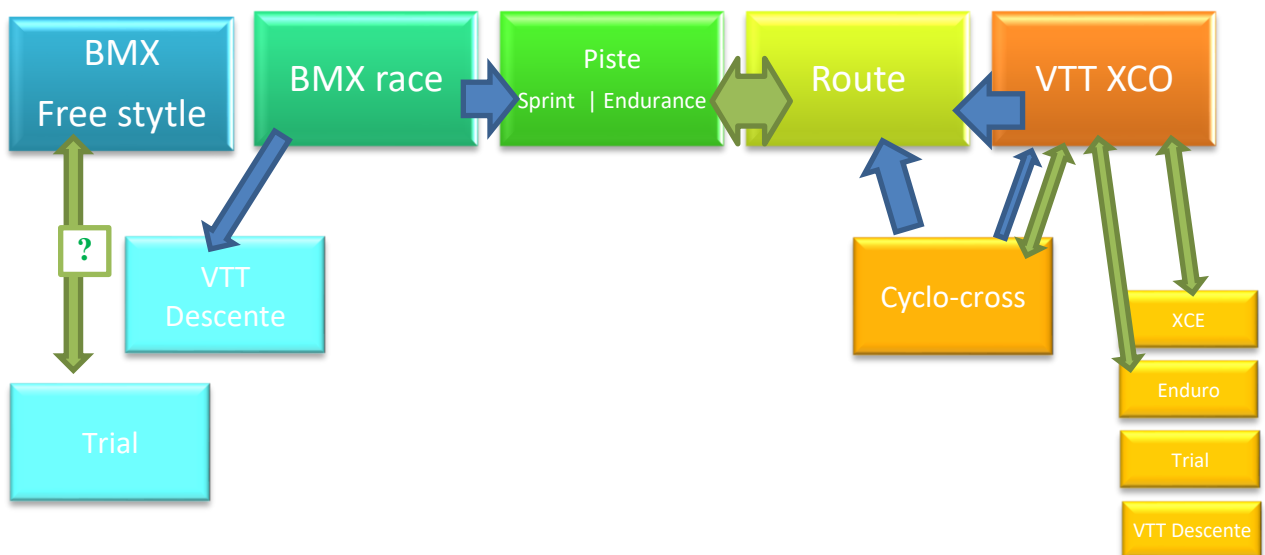 BMX
Free stytle
BMX race
Piste
Sprint | Endurance
Route
VTT XCO
?
VTT
Descente
Cyclo-cross
XCE
Enduro
Trial
Trial
VTT Descente